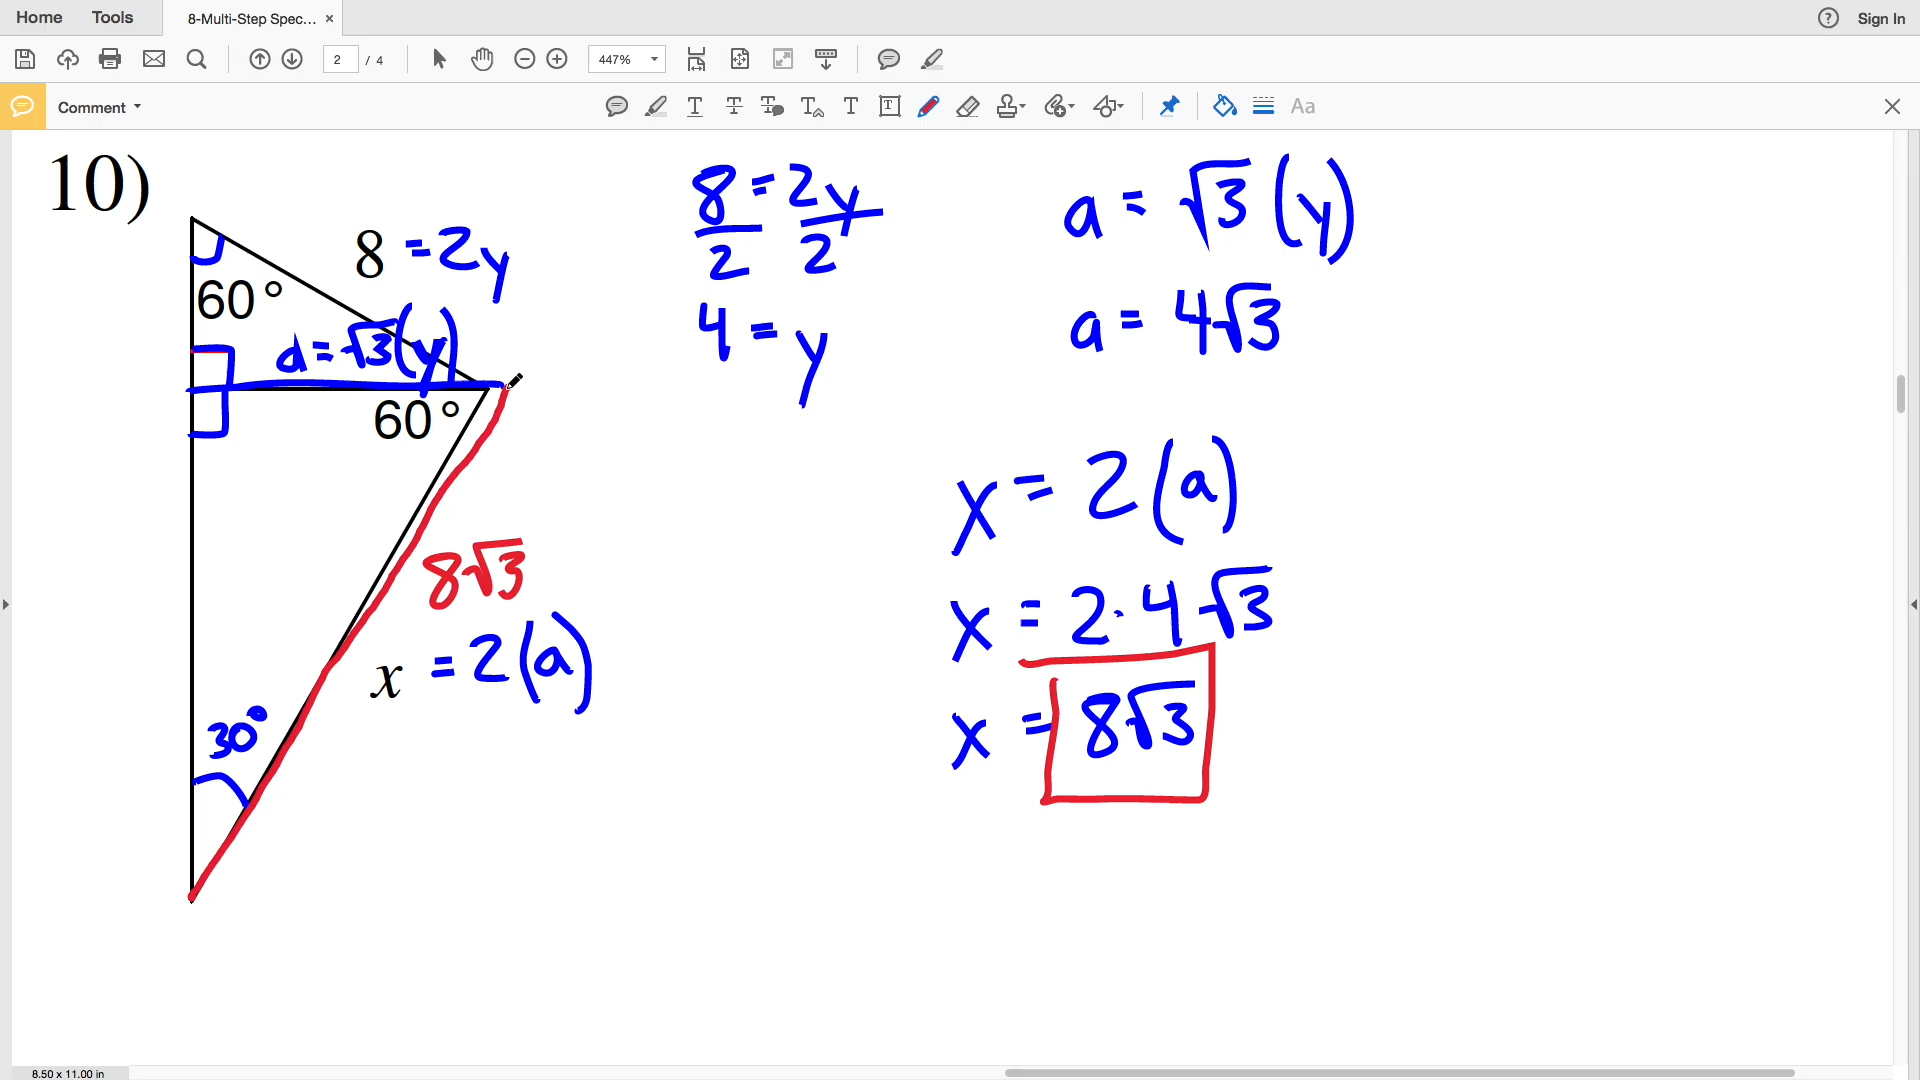 Home Tools 8-Multi-Step Spec... × Sign In
2 / 4 447%
Comment Aa
10)
8 = 2y
60°
a = √3(y)
60°
8√3
x = 2(a)
30°
8 = 2y
2 2
4 = y
a = √3(y)
a = 4√3
x = 2(a)
x = 2·4√3
x = 8√3
8.50 x 11.00 in